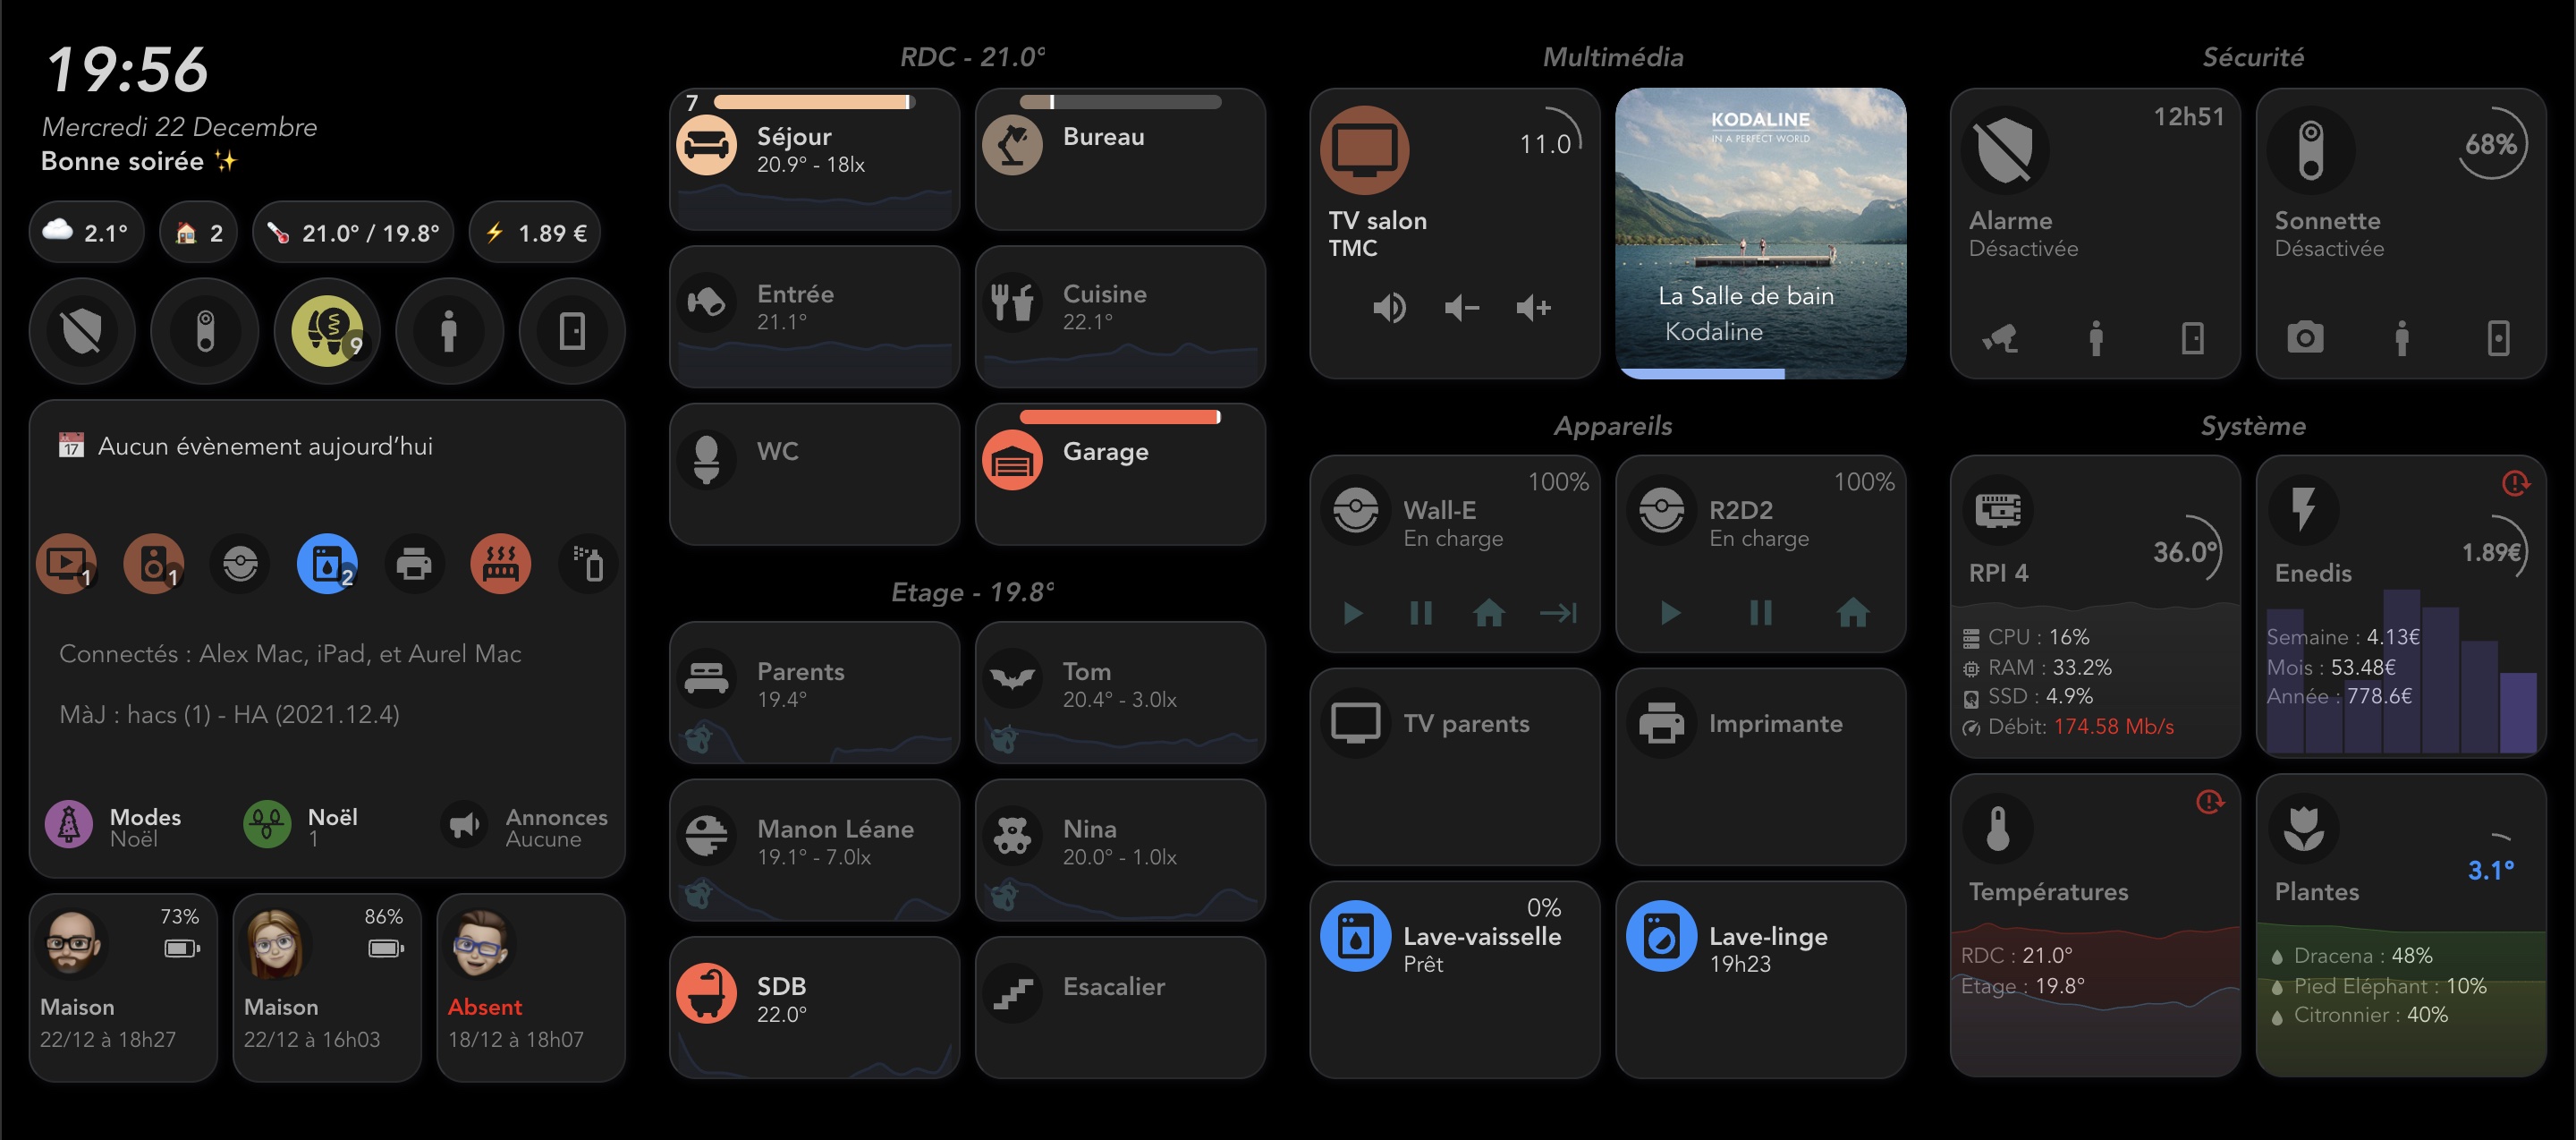 19:56
Mercredi 22 Decembre
Bonne soirée ✨
2.1°
2
21.0° / 19.8°
1.89 €
9
17 Aucun évènement aujourd’hui
1
1
2
Connectés : Alex Mac, iPad, et Aurel Mac
MàJ : hacs (1) - HA (2021.12.4)
Modes
Noël
Noël
1
Annonces
Aucune
73%
Maison
22/12 à 18h27
86%
Maison
22/12 à 16h03
Absent
18/12 à 18h07
RDC - 21.0°
7
Séjour
20.9° - 18lx
Bureau
Entrée
21.1°
Cuisine
22.1°
WC
Garage
Etage - 19.8°
Parents
19.4°
Tom
20.4° - 3.0lx
Manon Léane
19.1° - 7.0lx
Nina
20.0° - 1.0lx
SDB
22.0°
Esacalier
Multimédia
11.0
TV salon
TMC
KODALINE
IN A PERFECT WORLD
La Salle de bain
Kodaline
Appareils
100%
Wall-E
En charge
100%
R2D2
En charge
TV parents
Imprimante
0%
Lave-vaisselle
Prêt
Lave-linge
19h23
Sécurité
12h51
Alarme
Désactivée
68%
Sonnette
Désactivée
Système
36.0°
RPI 4
CPU : 16%
RAM : 33.2%
SSD : 4.9%
Débit: 174.58 Mb/s
1.89€
Enedis
Semaine : 4.13€
Mois : 53.48€
Année : 778.6€
Températures
RDC : 21.0°
Etage : 19.8°
3.1°
Plantes
Dracena : 48%
Pied Eléphant : 10%
Citronnier : 40%